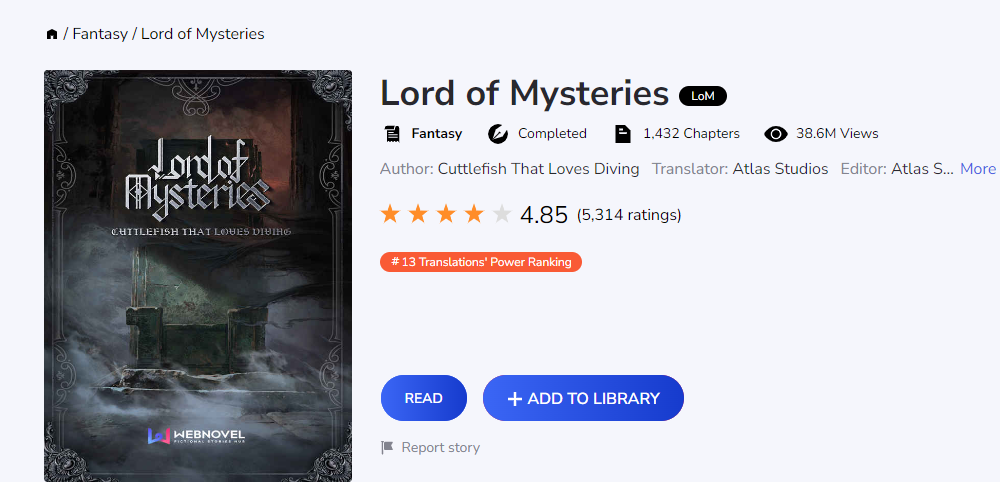 / Fantasy / Lord of Mysteries
Lord of
Mysteries
CUTTLEFISH THAT LOVES DIVING
WEBNOVEL
FICTIONAL STORIES HUB
Lord of Mysteries LoM
Fantasy Completed 1,432 Chapters 38.6M Views
Author: Cuttlefish That Loves Diving Translator: Atlas Studios Editor: Atlas S... More
4.85 (5,314 ratings)
# 13 Translations' Power Ranking
READ + ADD TO LIBRARY
Report story